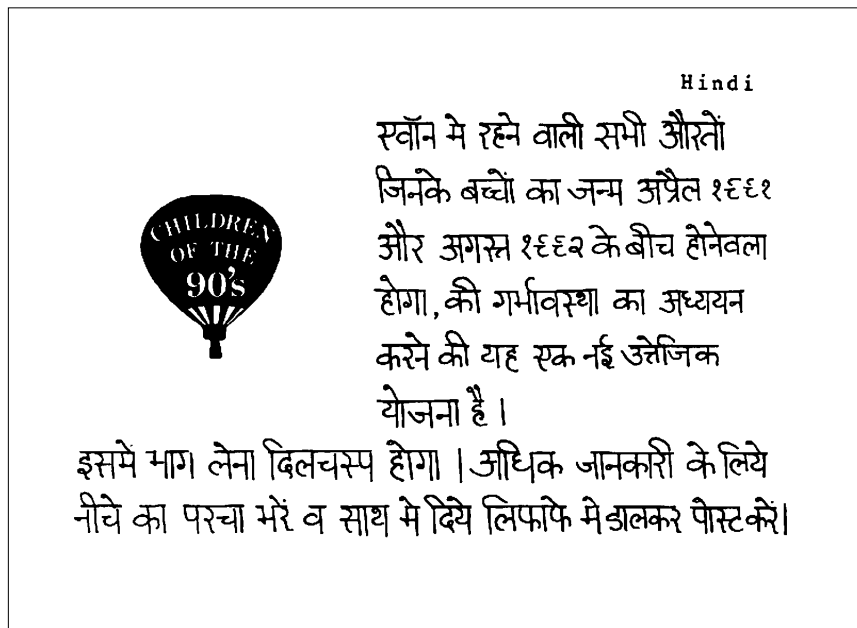 Hindi
एवॉन मे रहने वाली सभी औरतों
जिनके बच्चों का जन्म अप्रैल १९९१
CHILDREN
OF THE
90's
और अगस्त १९९२ के बीच होनेवला
होगा, की गर्भावस्था का अध्ययन
करने की यह एक नई उत्तेजिक
योजना है ।
इसमें भाग लेना दिलचस्प होगा । अधिक जानकारी के लिये
नीचे का परचा भरें व साथ मे दिये लिफाफे मे डालकर पोस्ट करें।